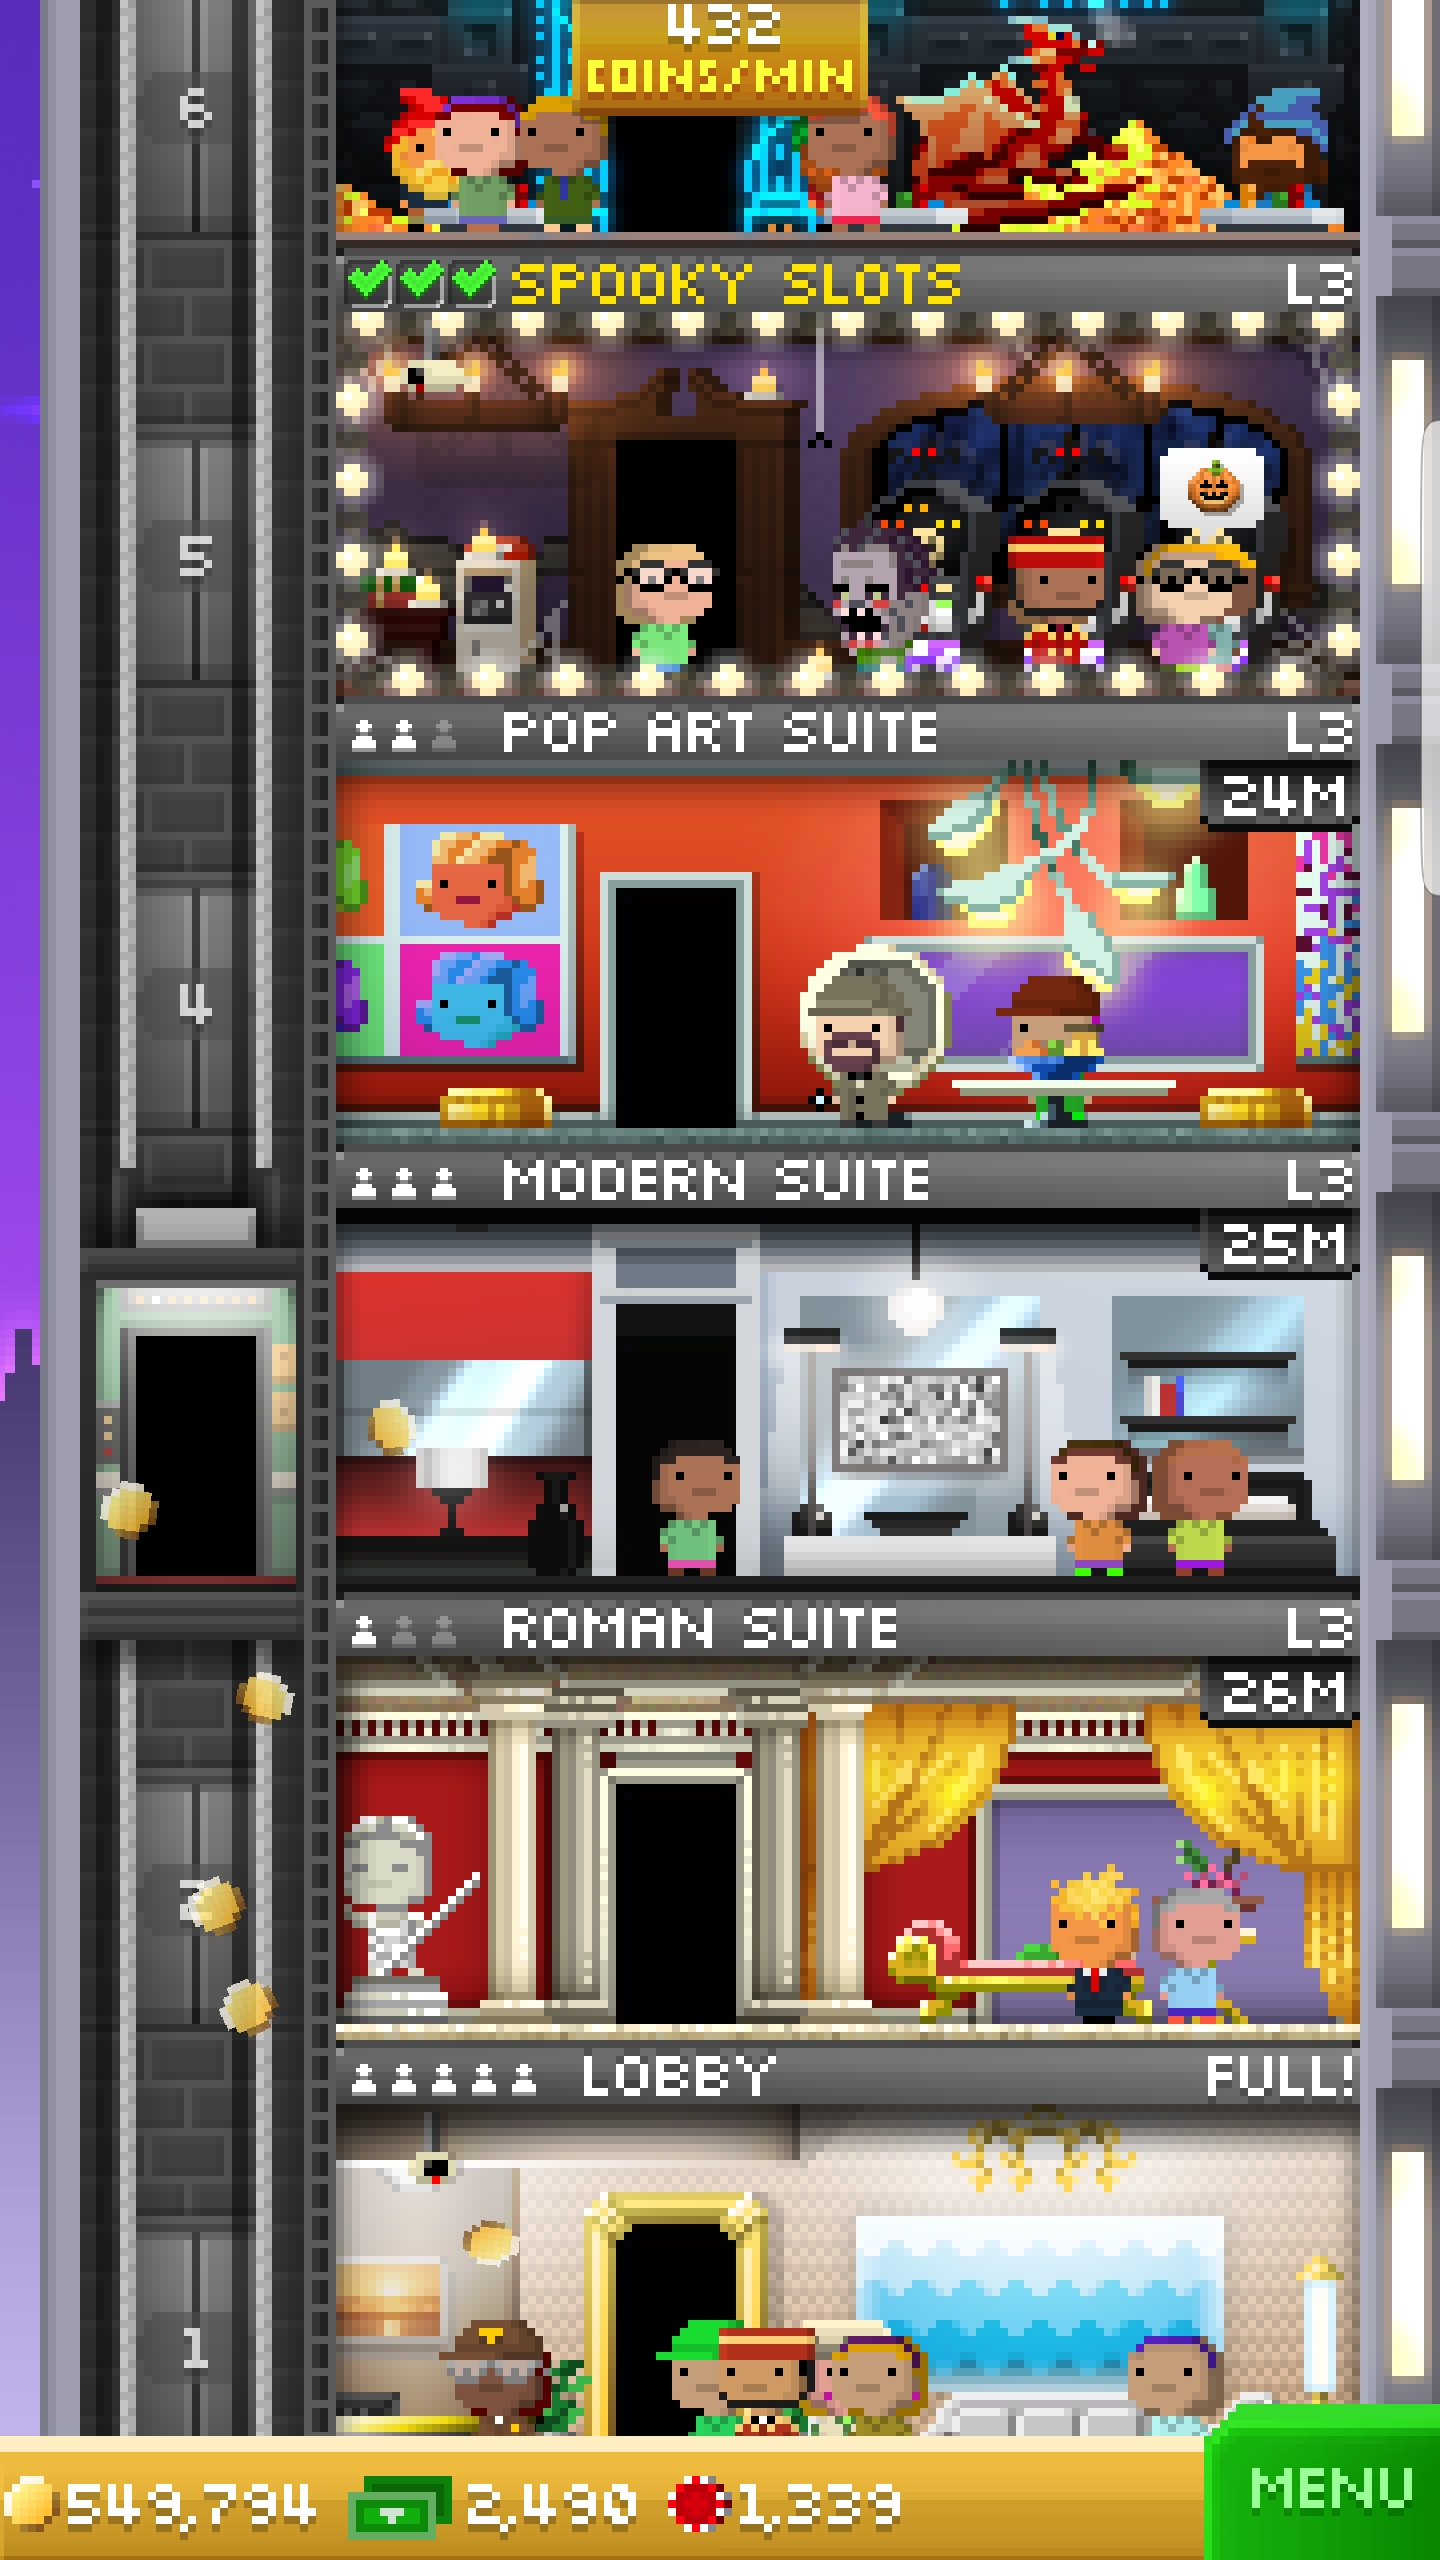 432
COINS/MIN
6
SPOOKY SLOTS L3
5
POP ART SUITE L3
24M
4
MODERN SUITE L3
25M
ROMAN SUITE L3
26M
LOBBY FULL!
1
549,794 2,490 1,339 MENU